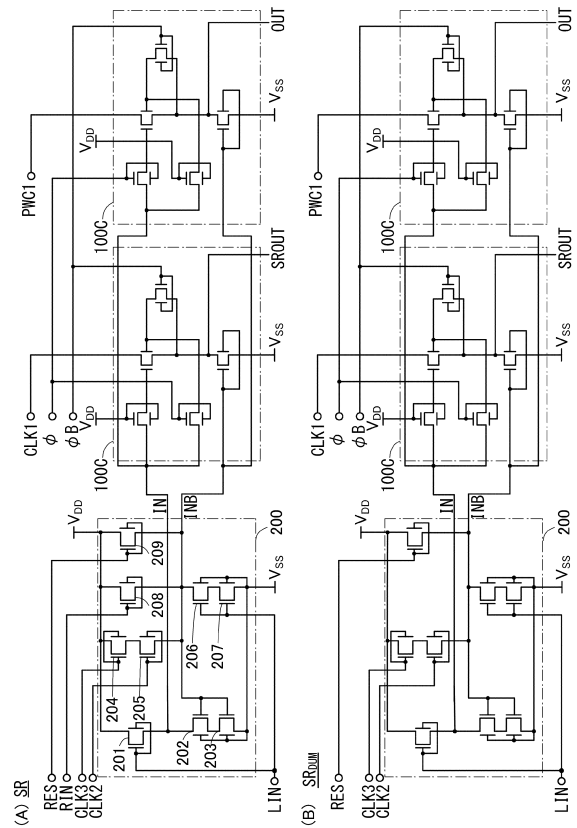 (A) SR
RES
RIN
CLK3
CLK2
LIN
V_DD
201
202
203
204
205
206
207
208
209
V_SS
200
IN
INB
CLK1
φ
φB
V_DD
100C
SROUT
V_SS
PWC1
V_DD
100C
OUT
V_SS
(B) SR_DUM
RES
CLK3
CLK2
LIN
V_DD
V_SS
200
IN
INB
CLK1
φ
φB
V_DD
100C
SROUT
V_SS
PWC1
V_DD
100C
OUT
V_SS